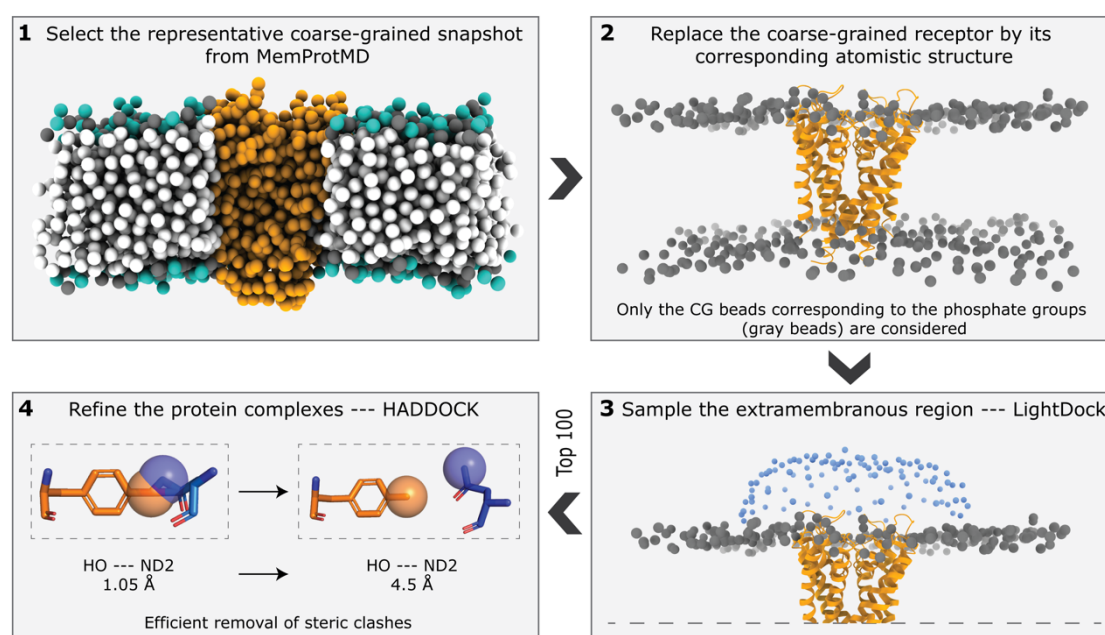 1 Select the representative coarse-grained snapshot
from MemProtMD
2 Replace the coarse-grained receptor by its
corresponding atomistic structure
Only the CG beads corresponding to the phosphate groups
(gray beads) are considered
3 Sample the extramembranous region --- LightDock
Top 100
4 Refine the protein complexes --- HADDOCK
HO --- ND2
1.05 Å
HO --- ND2
4.5 Å
Efficient removal of steric clashes